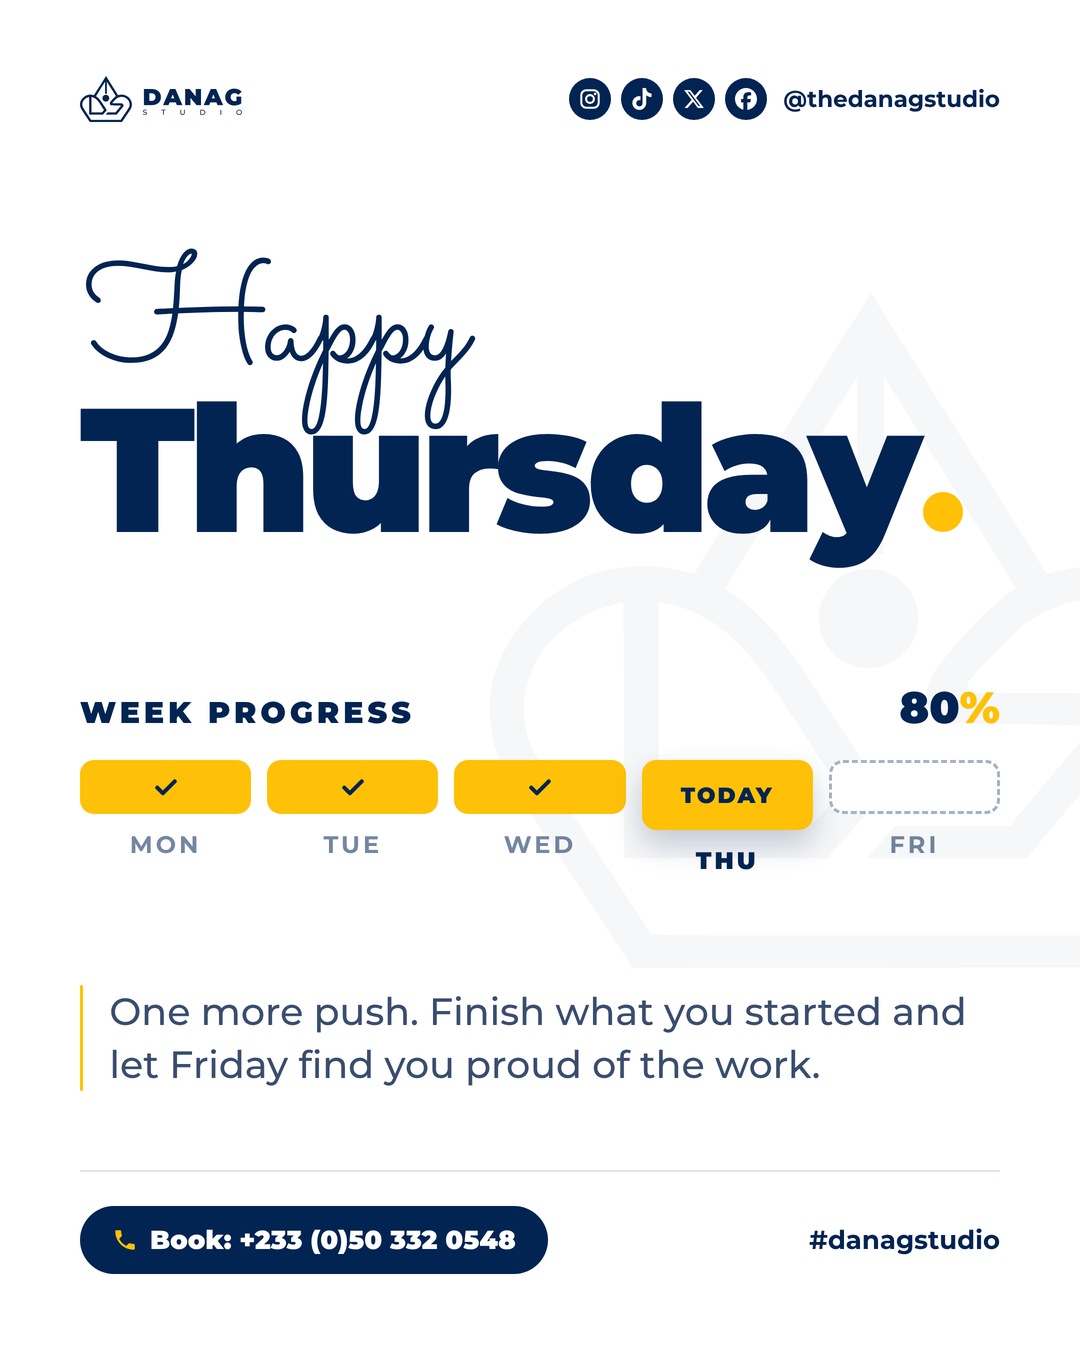 DANAG
STUDIO
@thedanagstudio
Happy
Thursday.
WEEK PROGRESS
80%
TODAY
MON
TUE
WED
THU
FRI
One more push. Finish what you started and
let Friday find you proud of the work.
Book: +233 (0)50 332 0548
#danagstudio